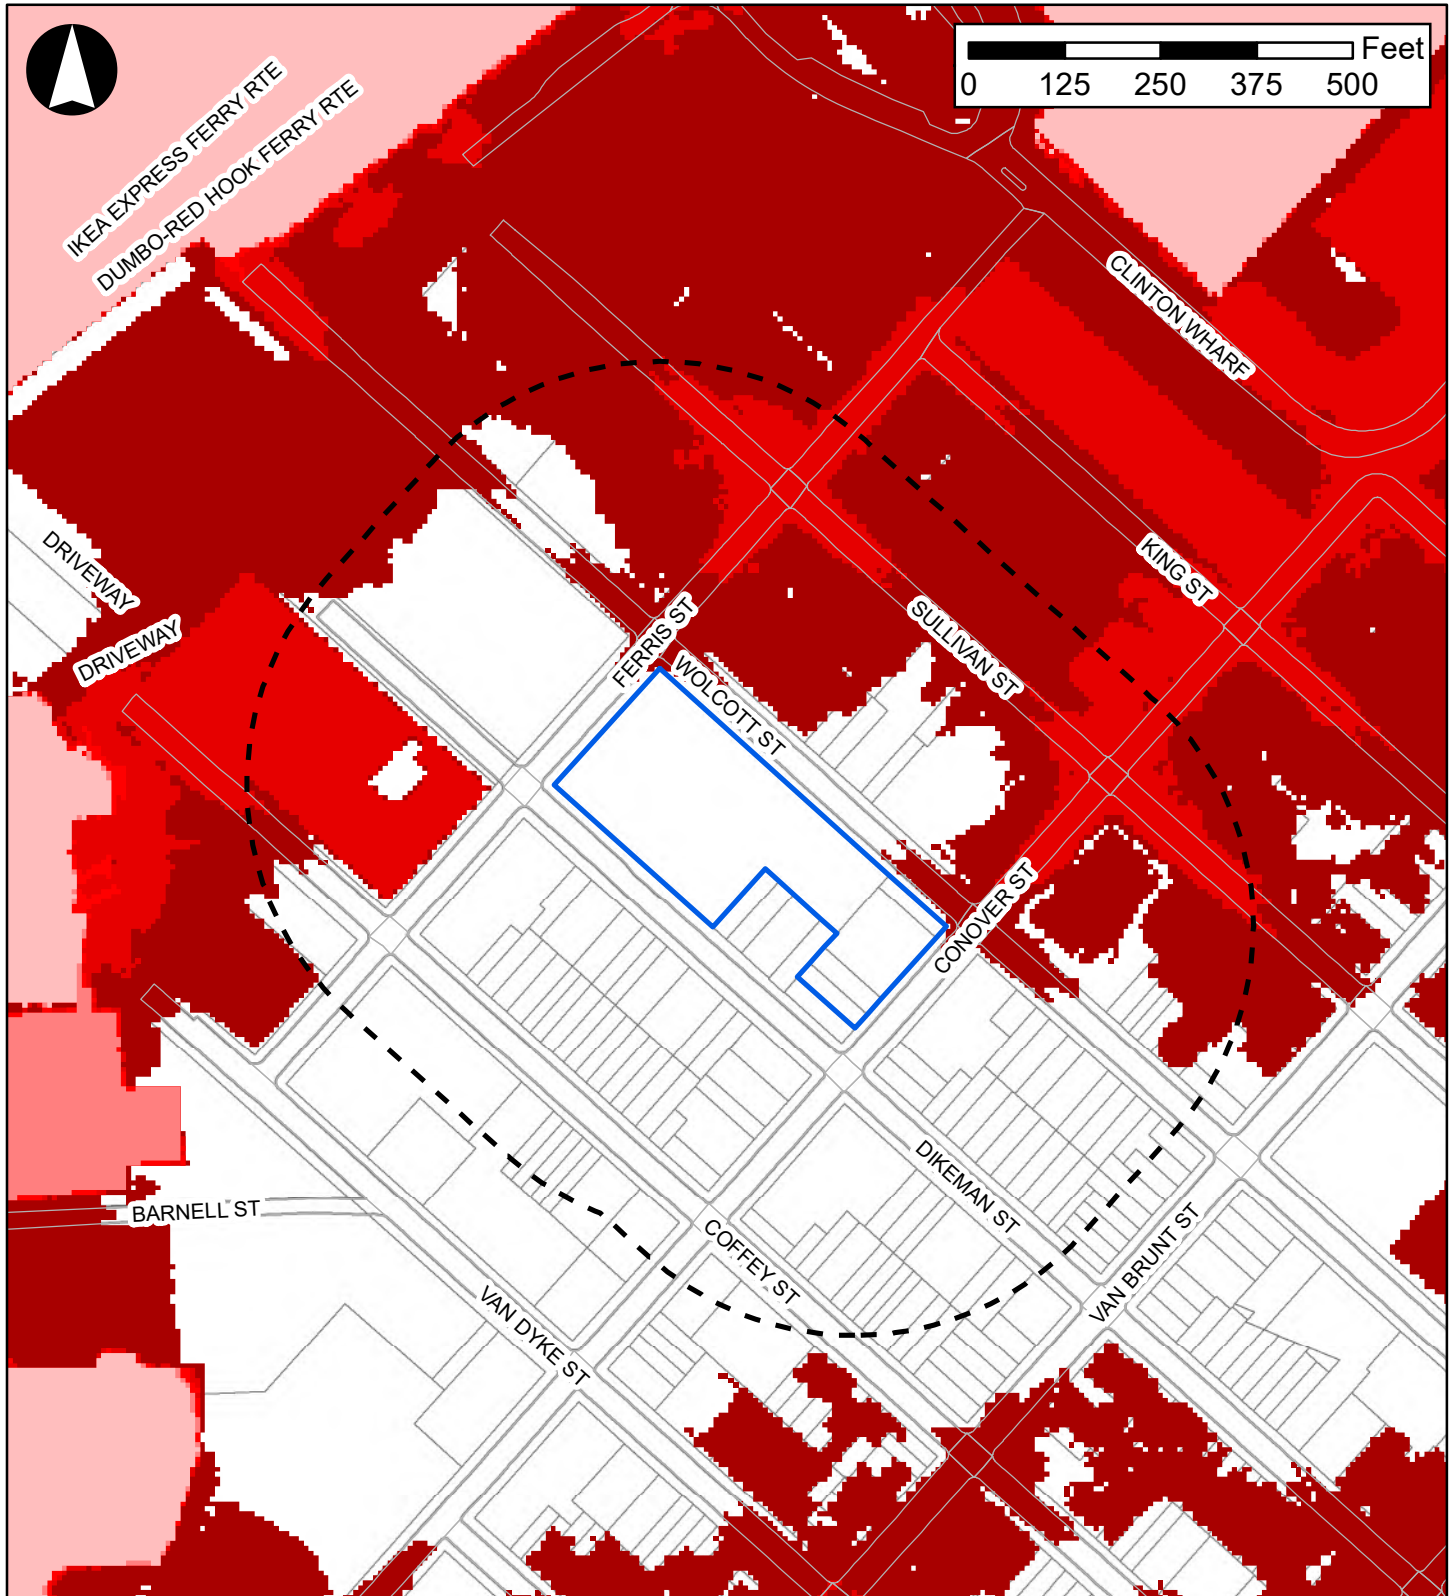 Feet
0 125 250 375 500
IKEA EXPRESS FERRY RTE
DUMBO-RED HOOK FERRY RTE
CLINTON WHARF
DRIVEWAY
DRIVEWAY
KING ST
SULLIVAN ST
FERRIS ST
WOLCOTT ST
CONOVER ST
DIKEMAN ST
BARNELL ST
COFFEY ST
VAN BRUNT ST
VAN DYKE ST